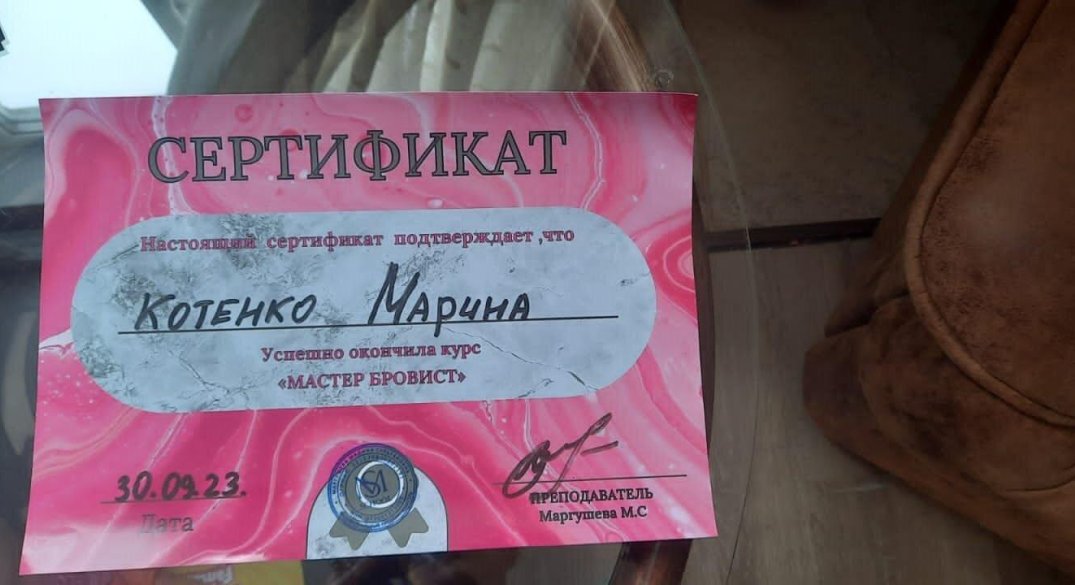 СЕРТИФИКАТ
Настоящий сертификат подтверждает ,что
Котенко Марина
Успешно окончила курс
«МАСТЕР БРОВИСТ»
30.09.23.
Дата
ПРЕПОДАВАТЕЛЬ
Маргушева М.С